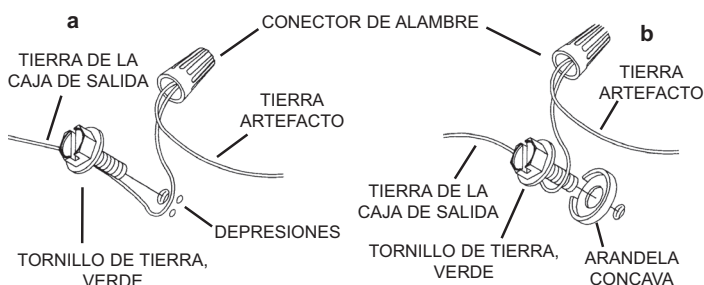 a
CONECTOR DE ALAMBRE
b
TIERRA DE LA
CAJA DE SALIDA
TIERRA
ARTEFACTO
DEPRESIONES
TORNILLO DE TIERRA,
VERDE
TIERRA
ARTEFACTO
TIERRA DE LA
CAJA DE SALIDA
TORNILLO DE TIERRA,
VERDE
ARANDELA
CONCAVA